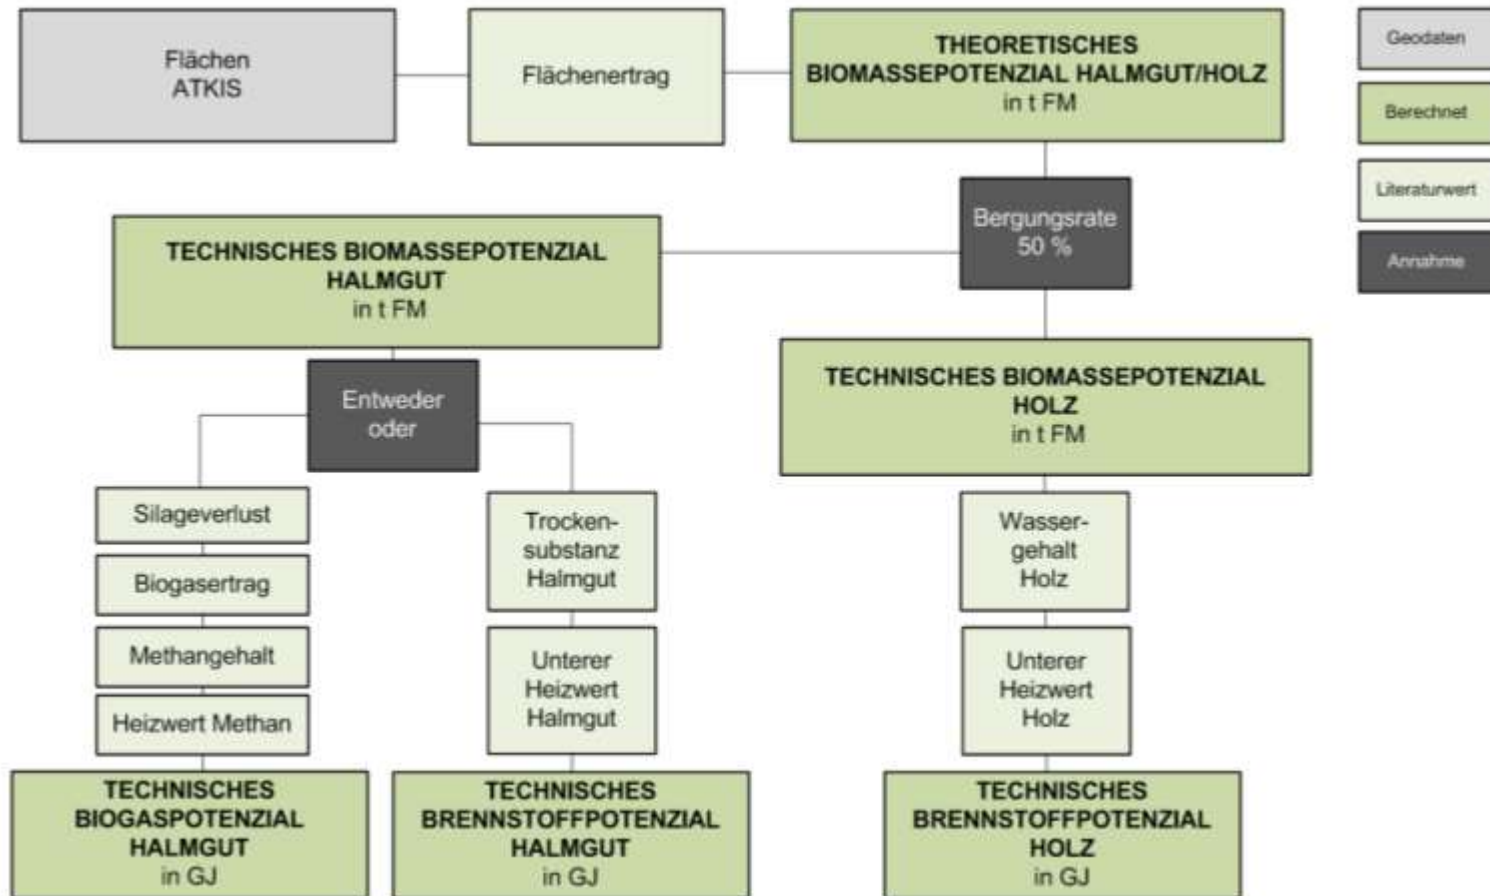 Flächen
ATKIS
Flächenertrag
THEORETISCHES
BIOMASSEPOTENZIAL HALMGUT/HOLZ
in t FM
Geodaten
Berechnet
Literaturwert
Annahme
Bergungsrate
50 %
TECHNISCHES BIOMASSEPOTENZIAL
HALMGUT
in t FM
TECHNISCHES BIOMASSEPOTENZIAL
HOLZ
in t FM
Entweder
oder
Silageverlust
Biogasertrag
Methangehalt
Heizwert Methan
Trocken-
substanz
Halmgut
Unterer
Heizwert
Halmgut
Wasser-
gehalt
Holz
Unterer
Heizwert
Holz
TECHNISCHES
BIOGASPOTENZIAL
HALMGUT
in GJ
TECHNISCHES
BRENNSTOFFPOTENZIAL
HALMGUT
in GJ
TECHNISCHES
BRENNSTOFFPOTENZIAL
HOLZ
in GJ